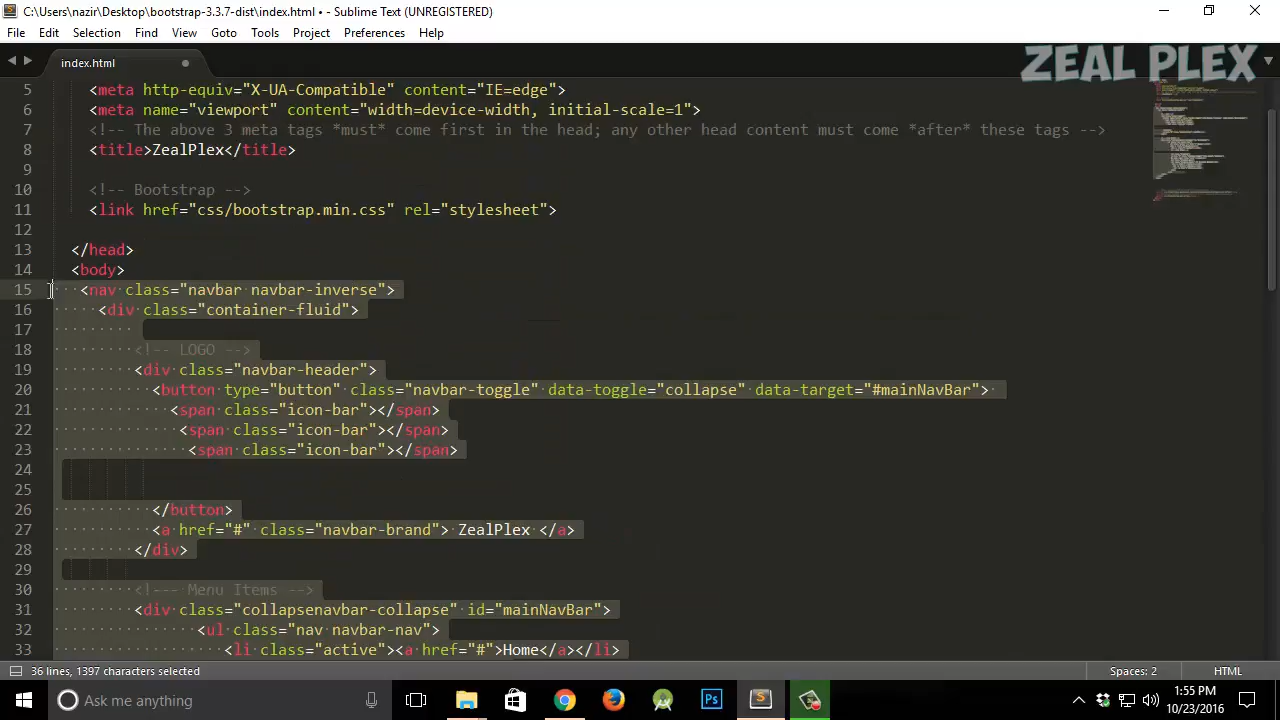 C:\Users\nazir\Desktop\bootstrap-3.3.7-dist\index.html • - Sublime Text (UNREGISTERED)
File Edit Selection Find View Goto Tools Project Preferences Help
index.html
ZEAL PLEX
5 <meta http-equiv="X-UA-Compatible" content="IE=edge">
6 <meta name="viewport" content="width=device-width, initial-scale=1">
7 <!-- The above 3 meta tags *must* come first in the head; any other head content must come *after* these tags -->
8 <title>ZealPlex</title>
9
10 <!-- Bootstrap -->
11 <link href="css/bootstrap.min.css" rel="stylesheet">
12
13 </head>
14 <body>
15 <nav class="navbar navbar-inverse">
16 <div class="container-fluid">
17
18 <!-- LOGO -->
19 <div class="navbar-header">
20 <button type="button" class="navbar-toggle" data-toggle="collapse" data-target="#mainNavBar">
21 <span class="icon-bar"></span>
22 <span class="icon-bar"></span>
23 <span class="icon-bar"></span>
24
25
26 </button>
27 <a href="#" class="navbar-brand"> ZealPlex </a>
28 </div>
29
30 <!--- Menu Items -->
31 <div class="collapsenavbar-collapse" id="mainNavBar">
32 <ul class="nav navbar-nav">
33 <li class="active"><a href="#">Home</a></li>
36 lines, 1397 characters selected
Spaces: 2
HTML
Ask me anything
1:55 PM
10/23/2016